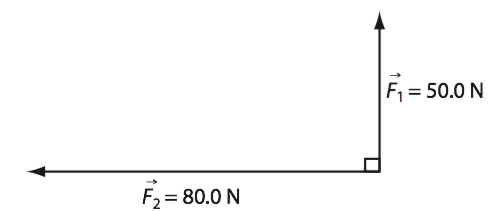 F⃗₁ = 50.0 N
F⃗₂ = 80.0 N